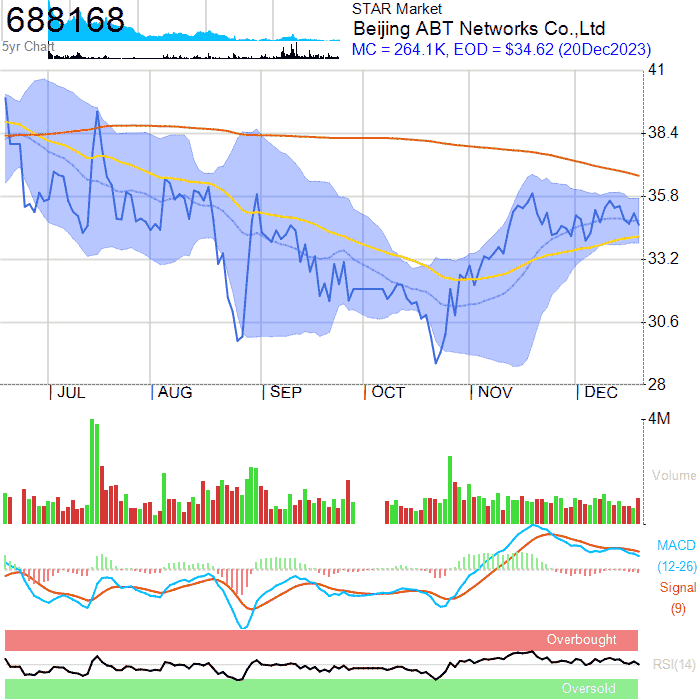 688168
5yr Chart
STAR Market
Beijing ABT Networks Co.,Ltd
MC = 264.1K, EOD = $34.62 (20Dec2023)
41
38.4
35.8
33.2
30.6
28
JUL AUG SEP OCT NOV DEC
4M
Volume
MACD
(12-26)
Signal
(9)
Overbought
RSI(14)
Oversold